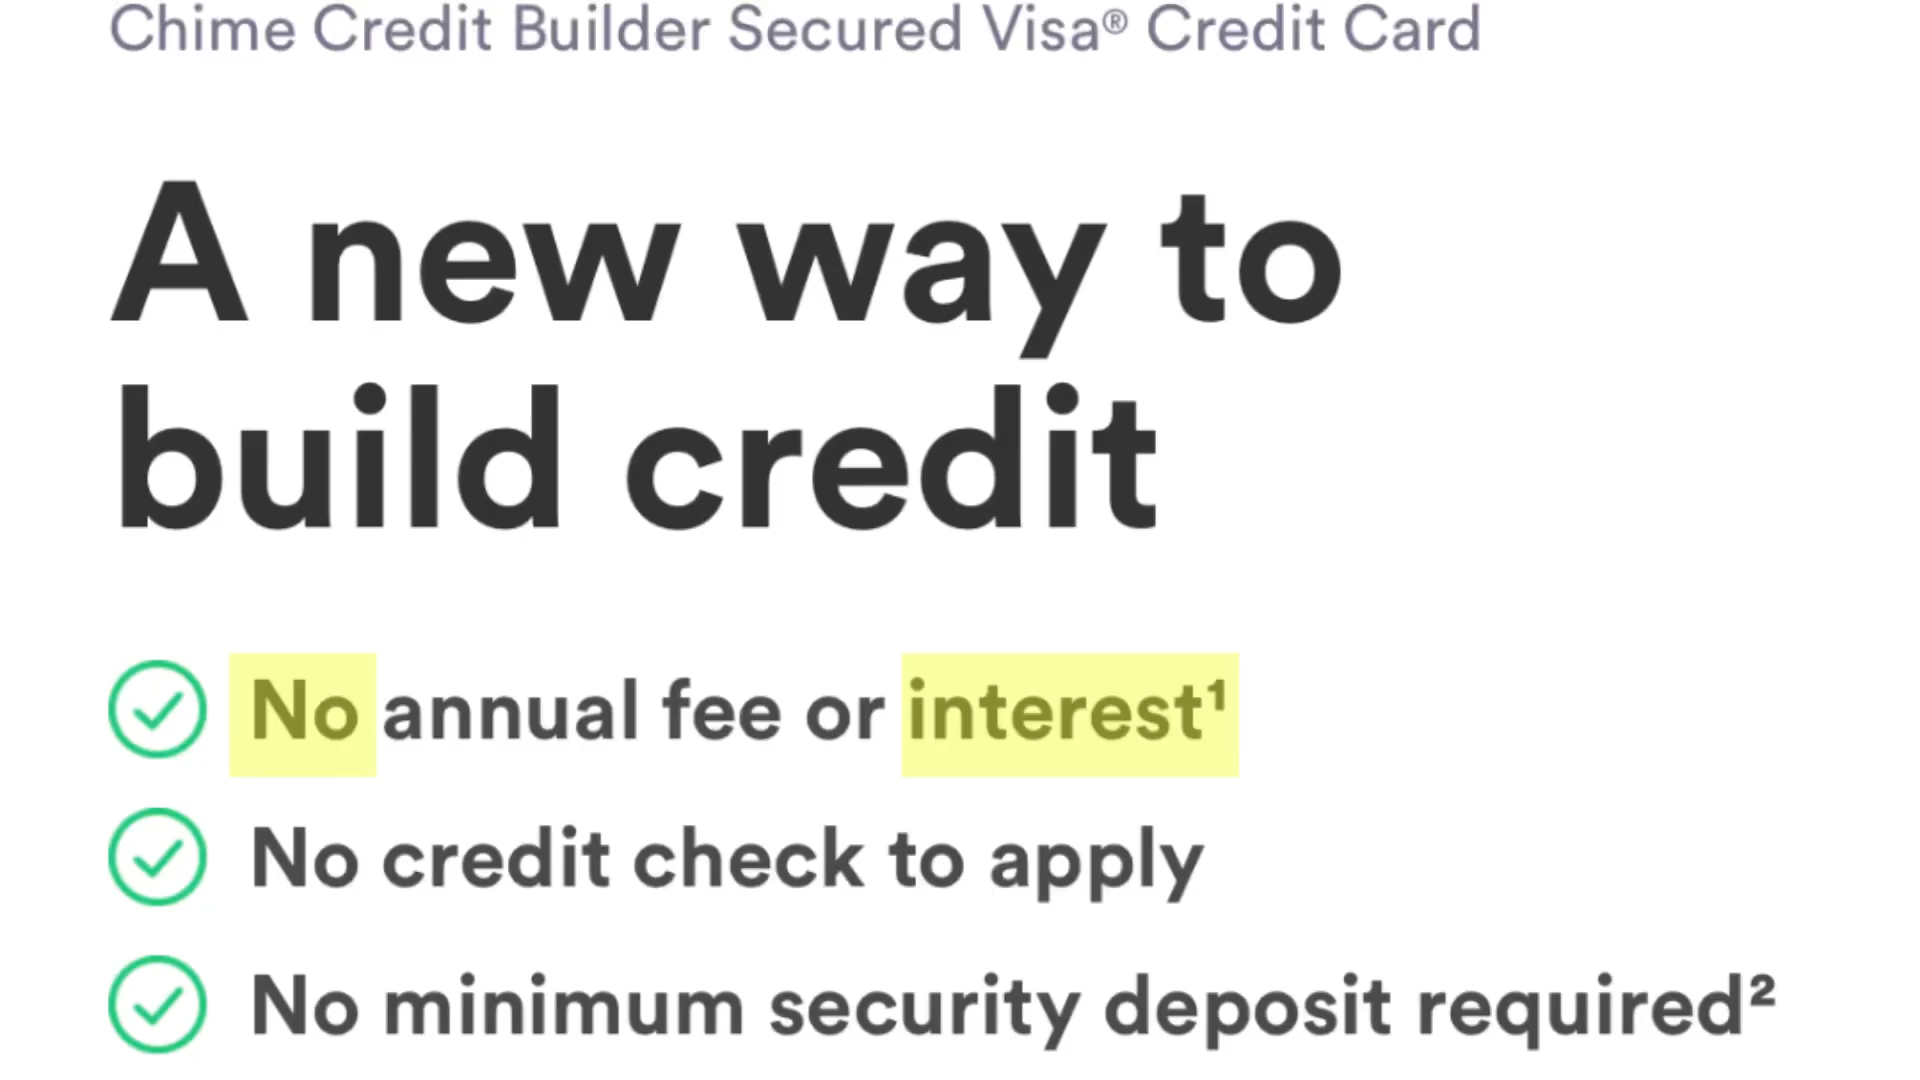 Chime Credit Builder Secured Visa® Credit Card
A new way to
build credit
No annual fee or interest¹
No credit check to apply
No minimum security deposit required²